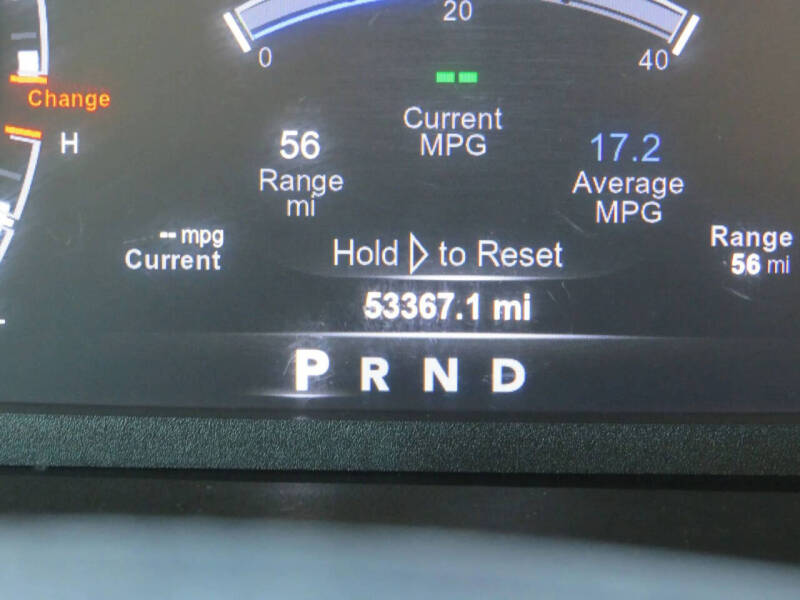 20
0
40
Change
Current
MPG
H
56
17.2
Range
mi
Average
MPG
-- mpg
Current
Hold ▷ to Reset
Range
56 mi
53367.1 mi
P R N D